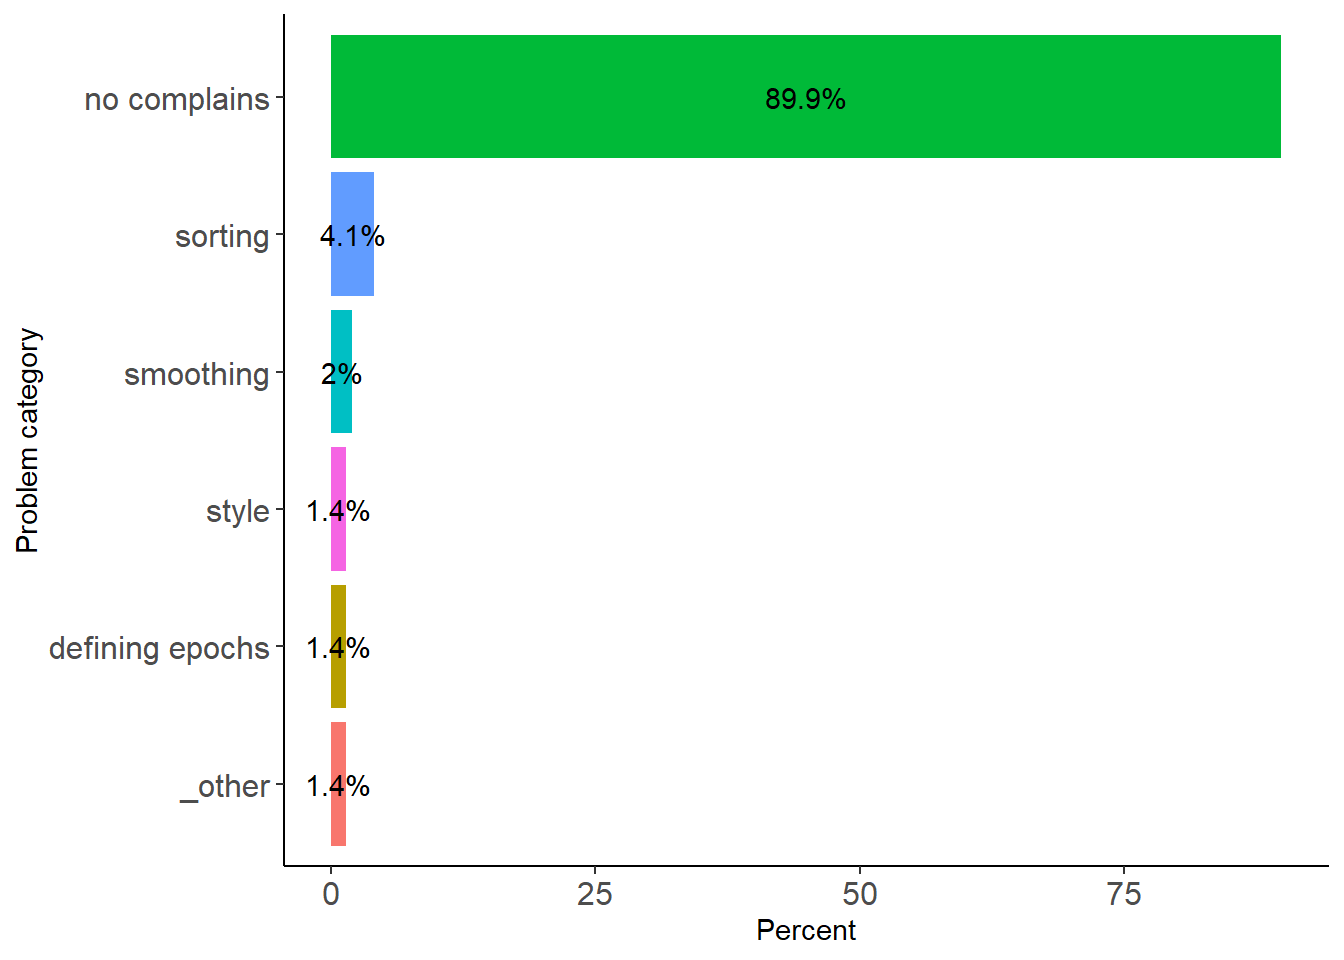 no complains
89.9%
sorting
4.1%
smoothing
2%
style
1.4%
defining epochs
1.4%
_other
1.4%
Problem category
0
25
50
75
Percent